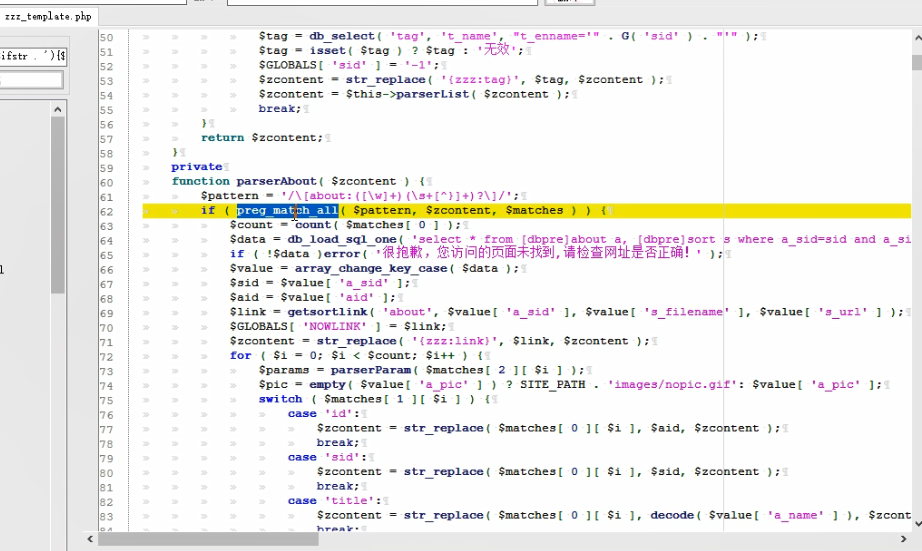 zzz_template.php
ifstr . ´){$
50 $tag = db_select( 'tag', 't_name', "t_enname='" . G( 'sid' ) . "'" );
51 $tag = isset( $tag ) ? $tag : '无效';
52 $GLOBALS[ 'sid' ] = '-1';
53 $zcontent = str_replace( '{zzz:tag}', $tag, $zcontent );
54 $zcontent = $this->parserList( $zcontent );
55 break;
56 }
57 return $zcontent;
58 }
59 private
60 function parserAbout( $zcontent ) {
61 $pattern = '/\[about:([\w]+)(\s+[^}]+)?\]/';
62 if ( preg_match_all( $pattern, $zcontent, $matches ) ) {
63 $count = count( $matches[ 0 ] );
64 $data = db_load_sql_one( 'select * from [dbpre]about a, [dbpre]sort s where a_sid=sid and a_si
65 if ( !$data )error( '很抱歉，您访问的页面未找到,请检查网址是否正确！' );
66 $value = array_change_key_case( $data );
67 $sid = $value[ 'a_sid' ];
68 $aid = $value[ 'aid' ];
69 $link = getsortlink( 'about', $value[ 'a_sid' ], $value[ 's_filename' ], $value[ 's_url' ] );
70 $GLOBALS[ 'NOWLINK' ] = $link;
71 $zcontent = str_replace( '{zzz:link}', $link, $zcontent );
72 for ( $i = 0; $i < $count; $i++ ) {
73 $params = parserParam( $matches[ 2 ][ $i ] );
74 $pic = empty( $value[ 'a_pic' ] ) ? SITE_PATH . 'images/nopic.gif': $value[ 'a_pic' ];
75 switch ( $matches[ 1 ][ $i ] ) {
76 case 'id':
77 $zcontent = str_replace( $matches[ 0 ][ $i ], $aid, $zcontent );
78 break;
79 case 'sid':
80 $zcontent = str_replace( $matches[ 0 ][ $i ], $sid, $zcontent );
81 break;
82 case 'title':
83 $zcontent = str_replace( $matches[ 0 ][ $i ], decode( $value[ 'a_name' ] ), $zcont
84 break;